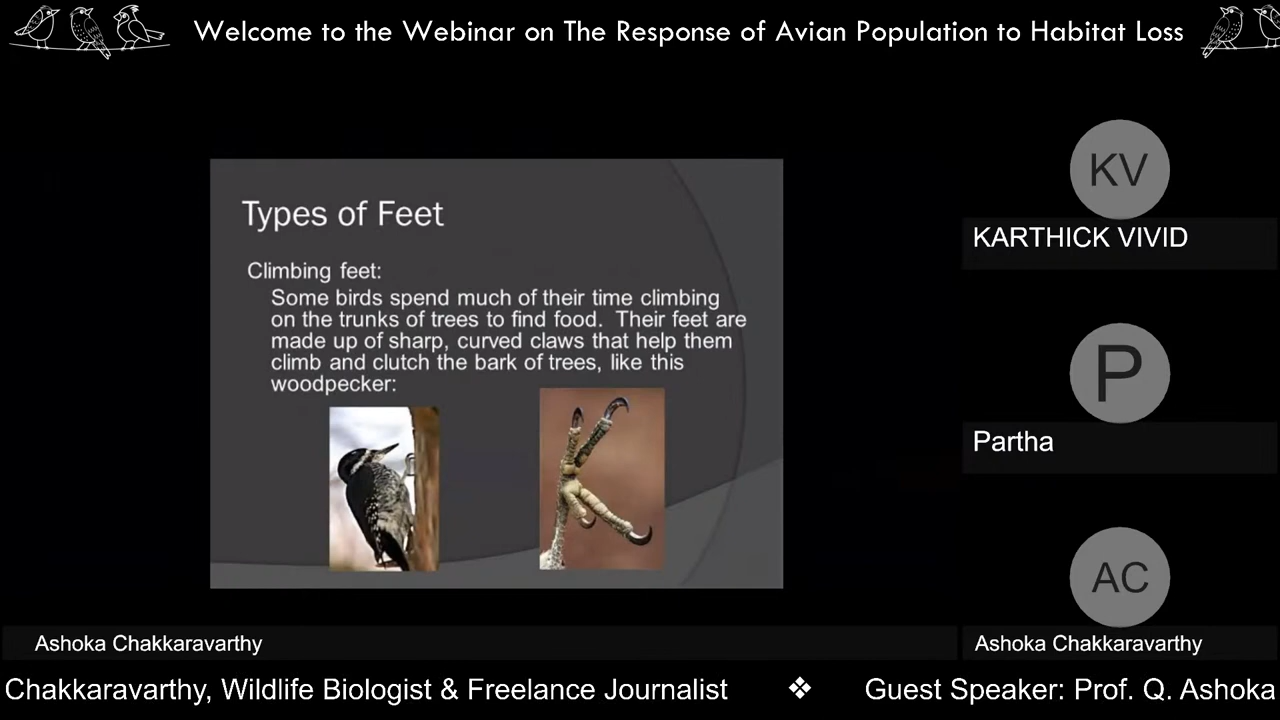 Welcome to the Webinar on The Response of Avian Population to Habitat Loss
Types of Feet
Climbing feet:
Some birds spend much of their time climbing
on the trunks of trees to find food. Their feet are
made up of sharp, curved claws that help them
climb and clutch the bark of trees, like this
woodpecker:
KV
KARTHICK VIVID
P
Partha
AC
Ashoka Chakkaravarthy
Ashoka Chakkaravarthy
Chakkaravarthy, Wildlife Biologist & Freelance Journalist ❖ Guest Speaker: Prof. Q. Ashoka